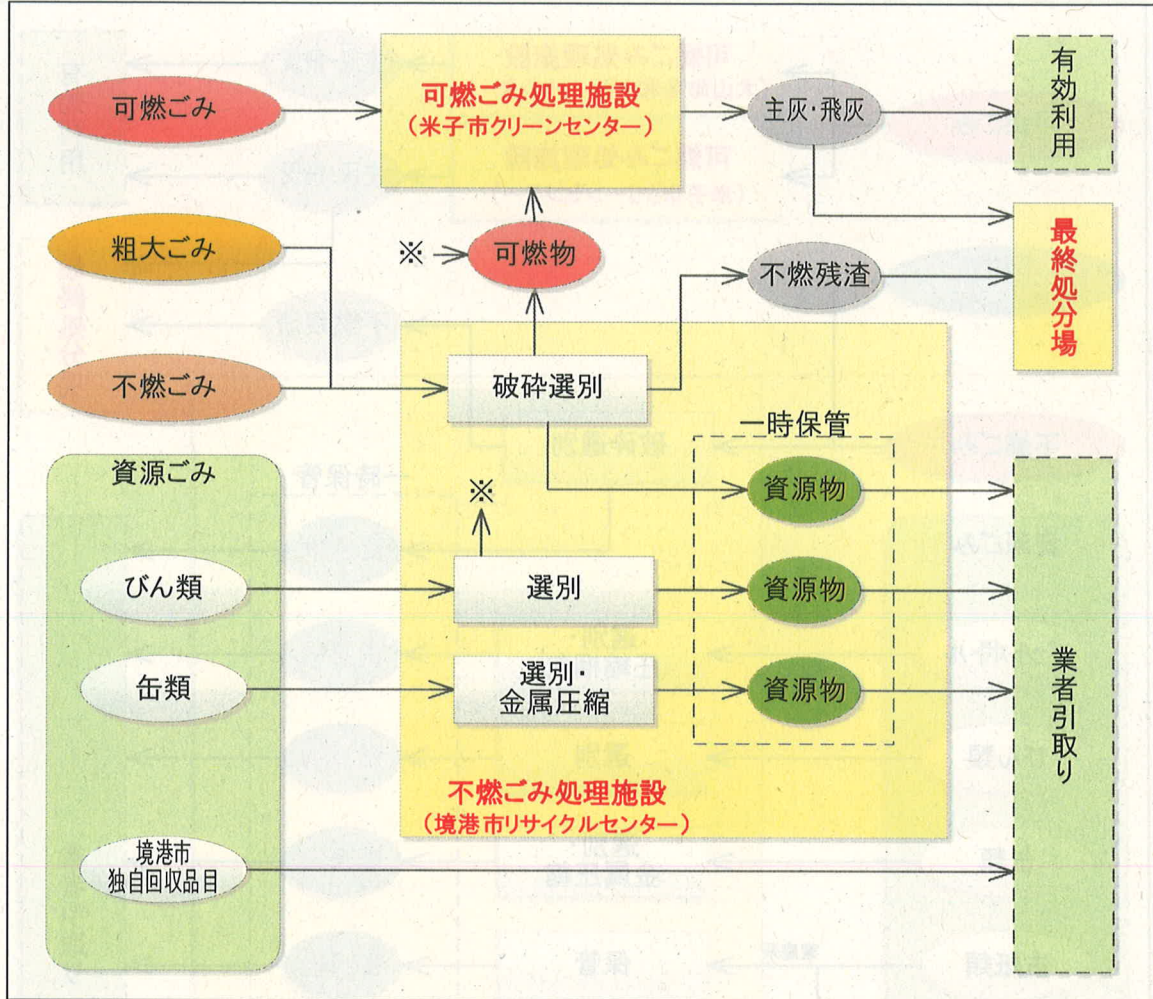 可燃ごみ
可燃ごみ処理施設
(米子市クリーンセンター)
主灰・飛灰
有効利用
粗大ごみ
※
可燃物
不燃残渣
最終処分場
不燃ごみ
破砕選別
一時保管
資源ごみ
※
資源物
びん類
選別
資源物
缶類
選別・
金属圧縮
資源物
業者引取り
不燃ごみ処理施設
(境港市リサイクルセンター)
境港市
独自回収品目